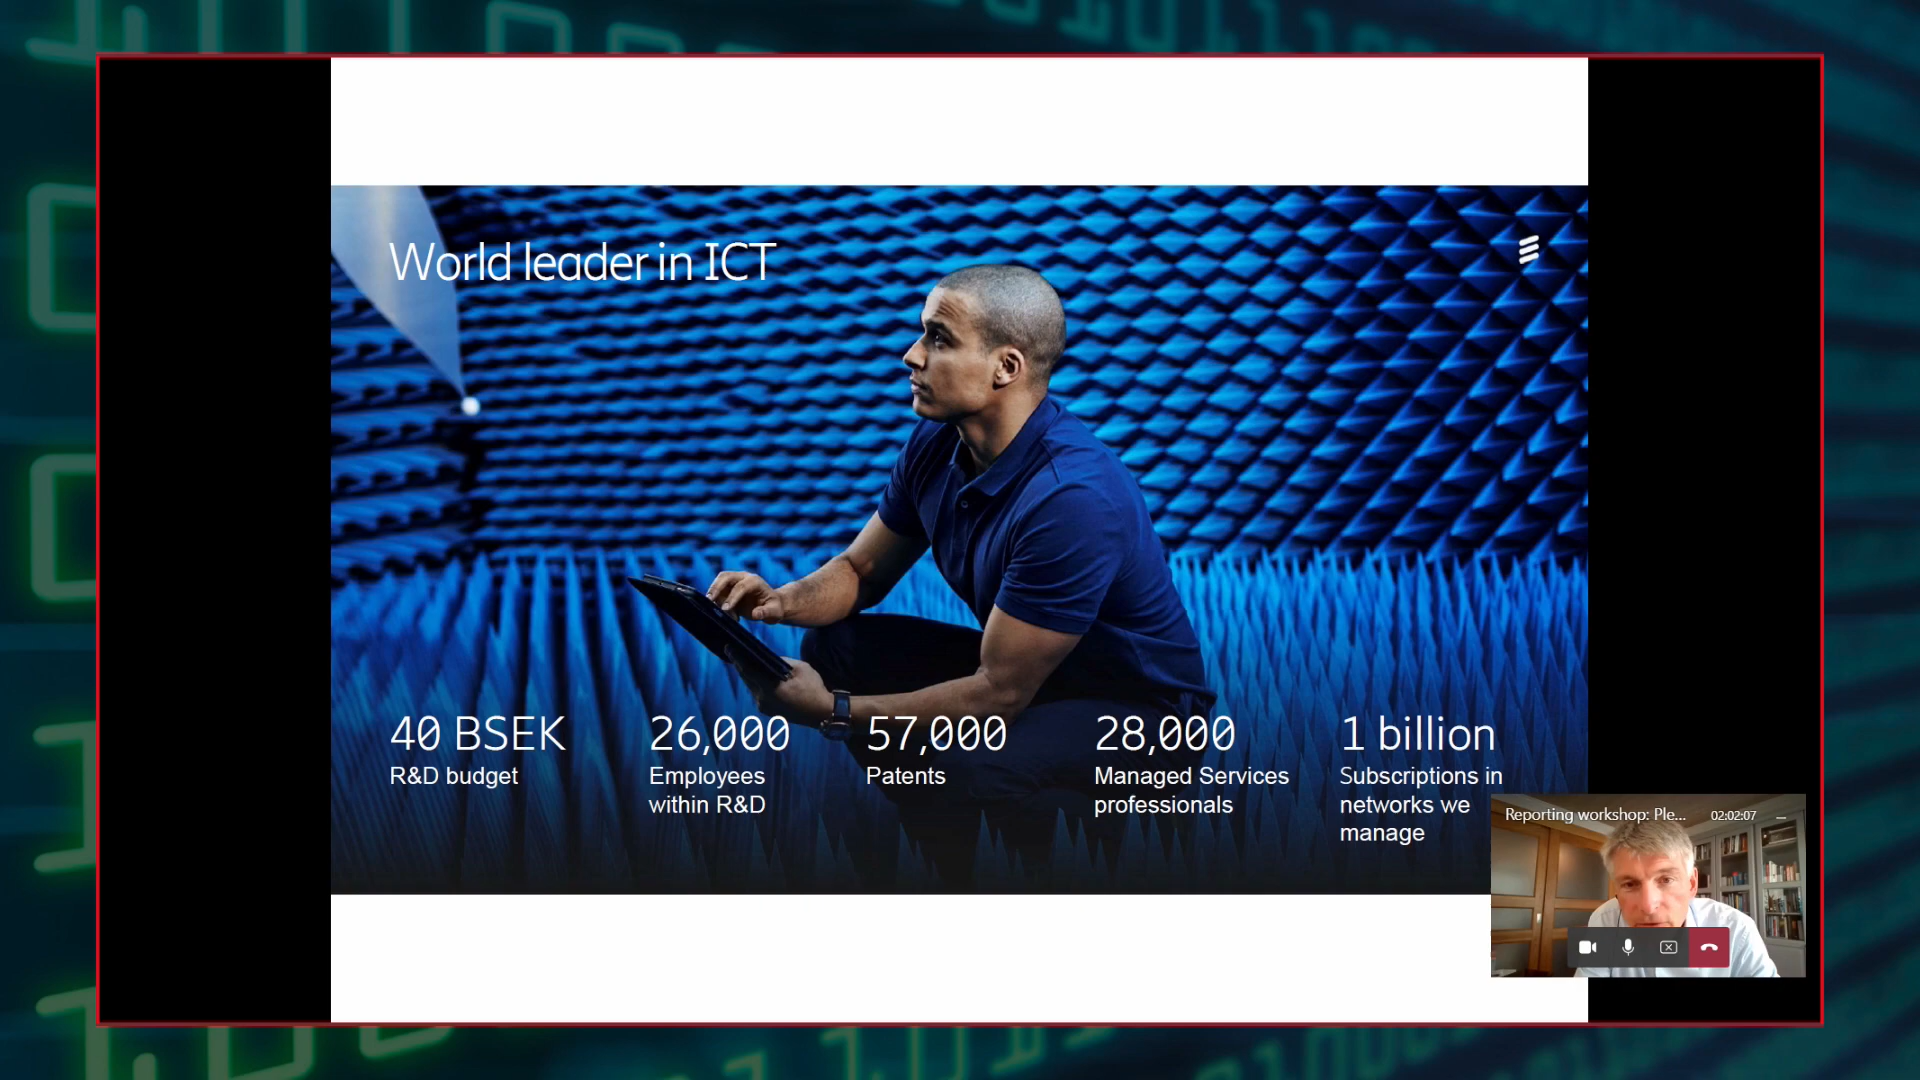 World leader in ICT
40 BSEK
R&D budget
26,000
Employees
within R&D
57,000
Patents
28,000
Managed Services
professionals
1 billion
Subscriptions in
networks we
manage
Reporting workshop: Ple... 02:02:07